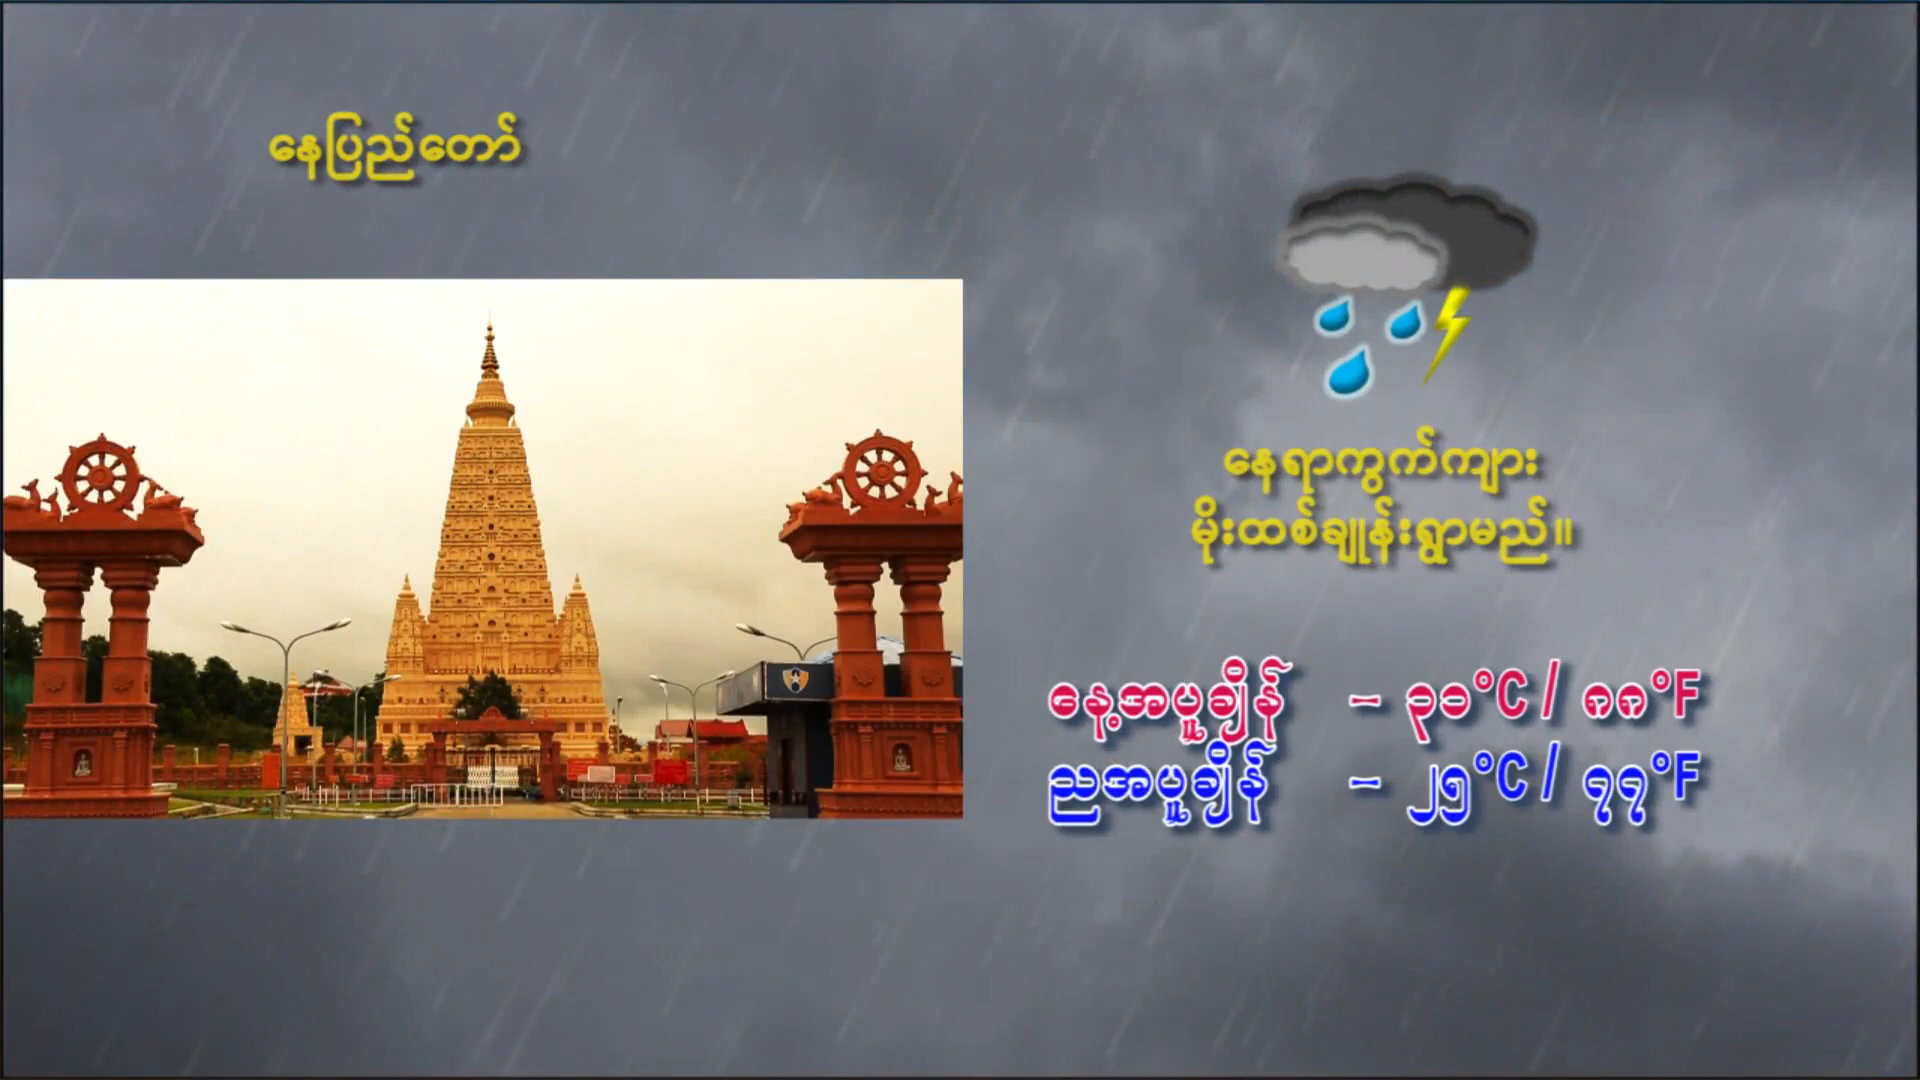 နေပြည်တော်
နေရာကွက်ကျား
မိုးထစ်ချုန်းရွာမည်။
နေ့အပူချိန် - ၃၁°C / ၈၈°F
ညအပူချိန် - ၂၅°C / ၇၇°F